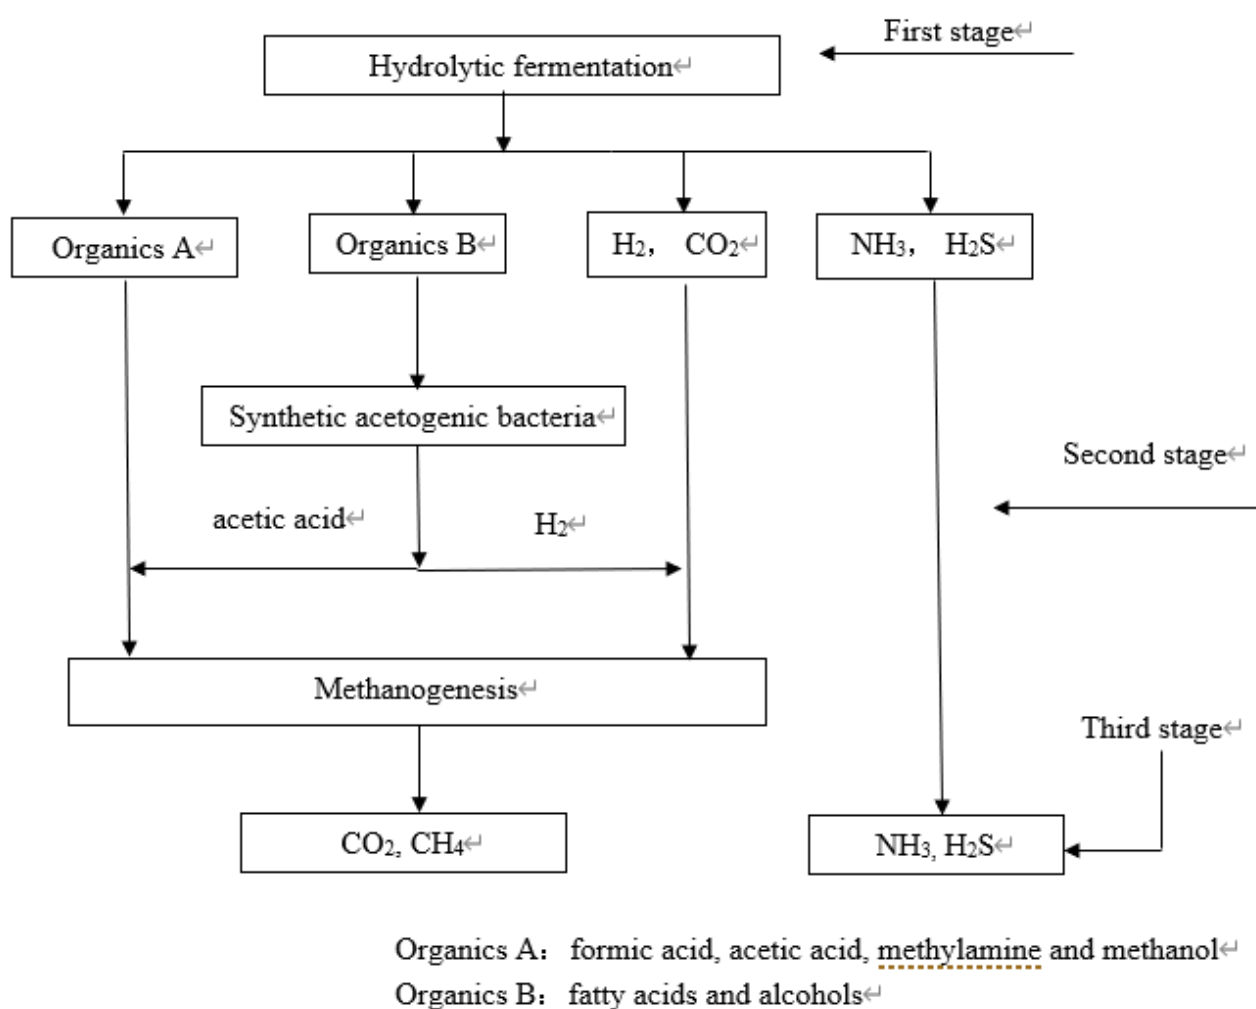 First stage↵
Hydrolytic fermentation↵
Organics A↵
Organics B↵
H₂， CO₂↵
NH₃， H₂S↵
Synthetic acetogenic bacteria↵
Second stage↵
acetic acid↵
H₂↵
Methanogenesis↵
Third stage↵
CO₂, CH₄↵
NH₃, H₂S↵
Organics A：formic acid, acetic acid, methylamine and methanol↵
Organics B：fatty acids and alcohols↵